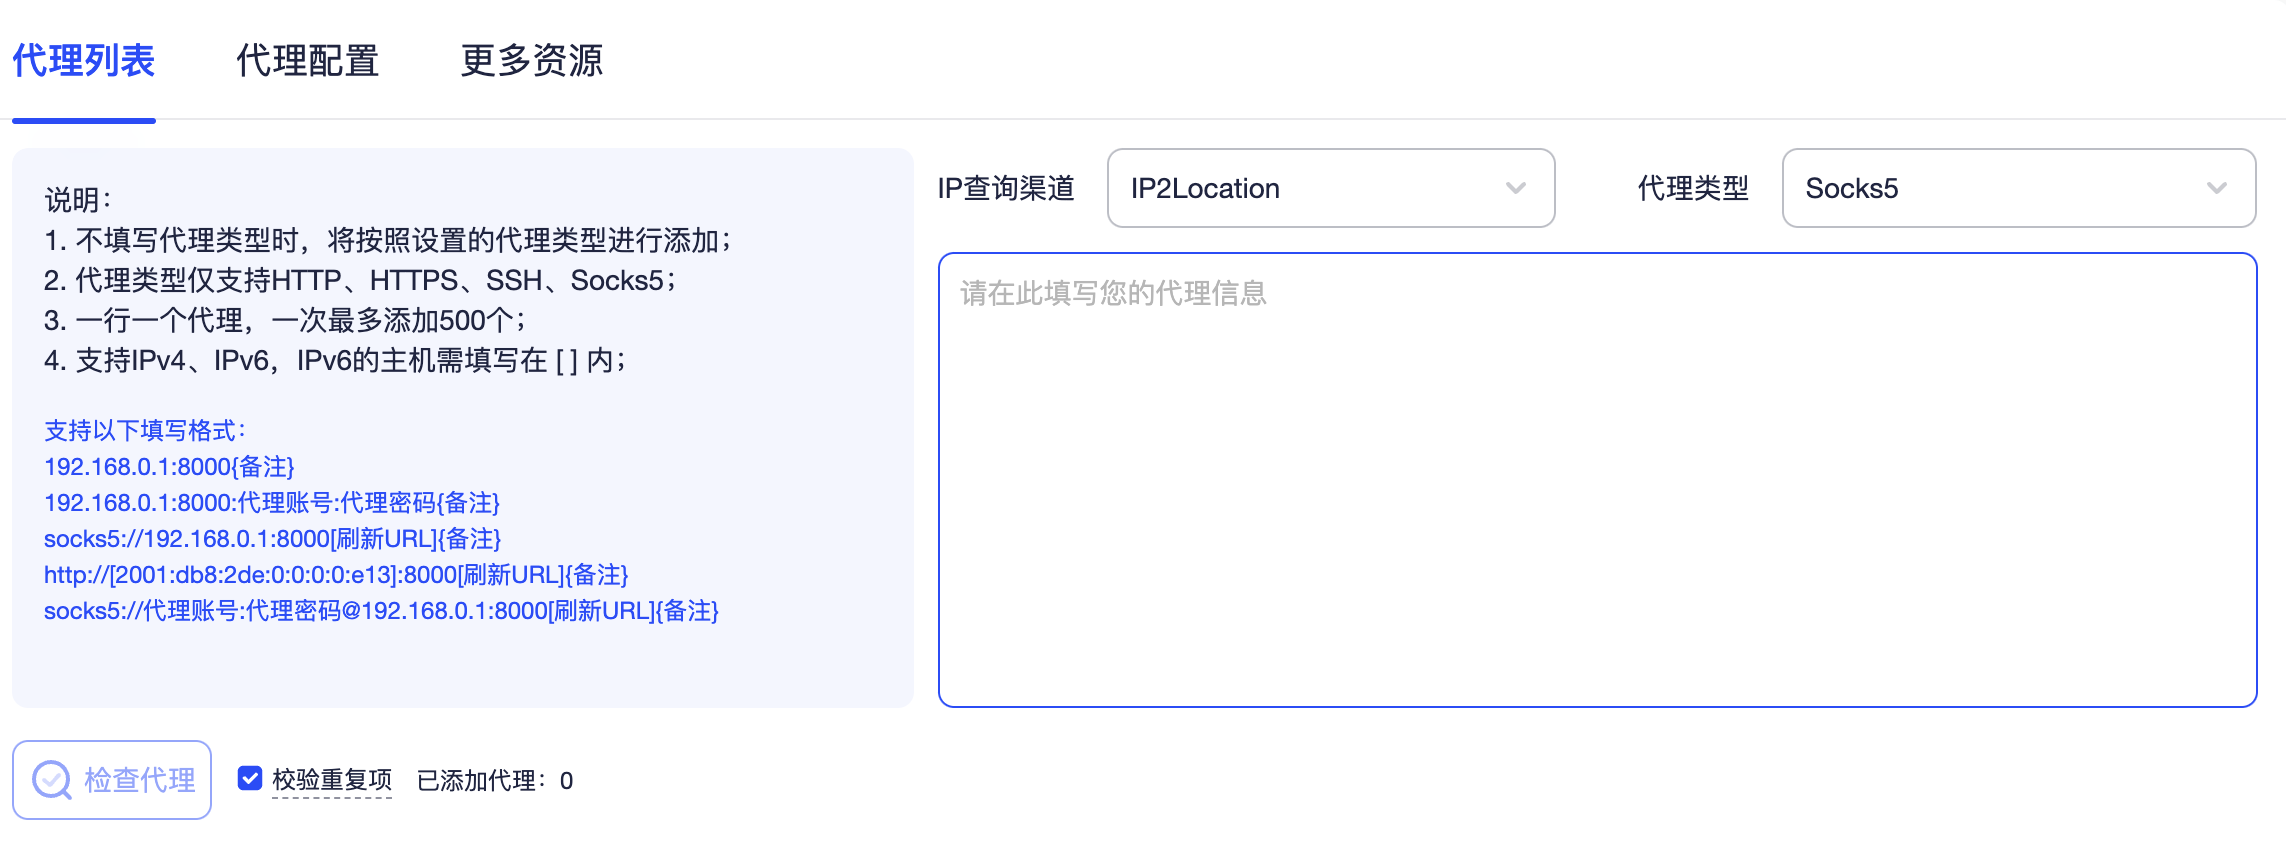 代理列表 代理配置 更多资源
说明：
1. 不填写代理类型时，将按照设置的代理类型进行添加；
2. 代理类型仅支持HTTP、HTTPS、SSH、Socks5；
3. 一行一个代理，一次最多添加500个；
4. 支持IPv4、IPv6，IPv6的主机需填写在 [ ] 内；
支持以下填写格式：
192.168.0.1:8000{备注}
192.168.0.1:8000:代理账号:代理密码{备注}
socks5://192.168.0.1:8000[刷新URL]{备注}
http://[2001:db8:2de:0:0:0:0:e13]:8000[刷新URL]{备注}
socks5://代理账号:代理密码@192.168.0.1:8000[刷新URL]{备注}
IP查询渠道 IP2Location 代理类型 Socks5
请在此填写您的代理信息
检查代理 校验重复项 已添加代理：0